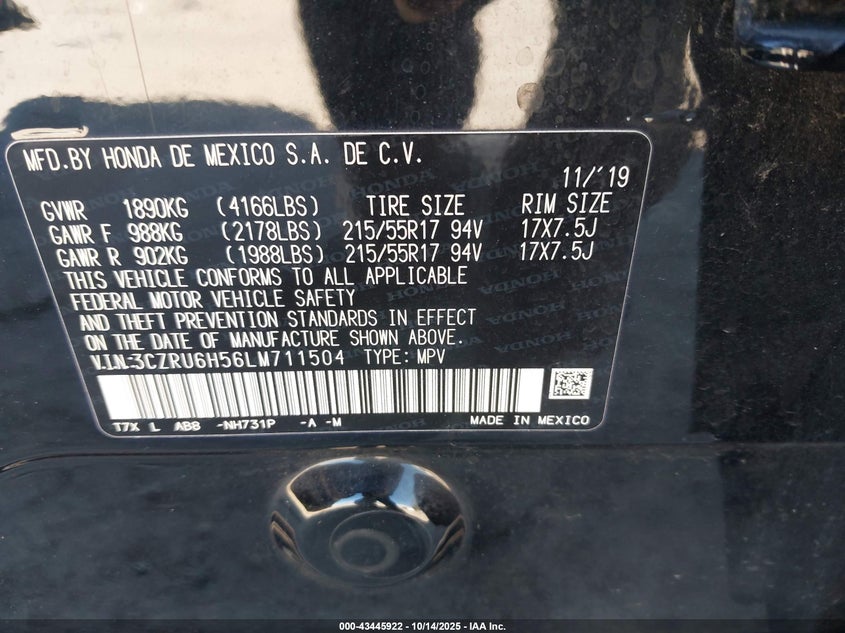 MFD.BY HONDA DE MEXICO S.A. DE C.V.
11/'19
GVWR 1890KG (4166LBS) TIRE SIZE RIM SIZE
GAWR F 988KG (2178LBS) 215/55R17 94V 17X7.5J
GAWR R 902KG (1988LBS) 215/55R17 94V 17X7.5J
THIS VEHICLE CONFORMS TO ALL APPLICABLE
FEDERAL MOTOR VEHICLE SAFETY
AND THEFT PREVENTION STANDARDS IN EFFECT
ON THE DATE OF MANUFACTURE SHOWN ABOVE.
V.I.N:3CZRU6H56LM711504 TYPE: MPV
T7X L AB8 -NH731P -A -M MADE IN MEXICO
000-43445922 | 10/14/2025 | IAA Inc.